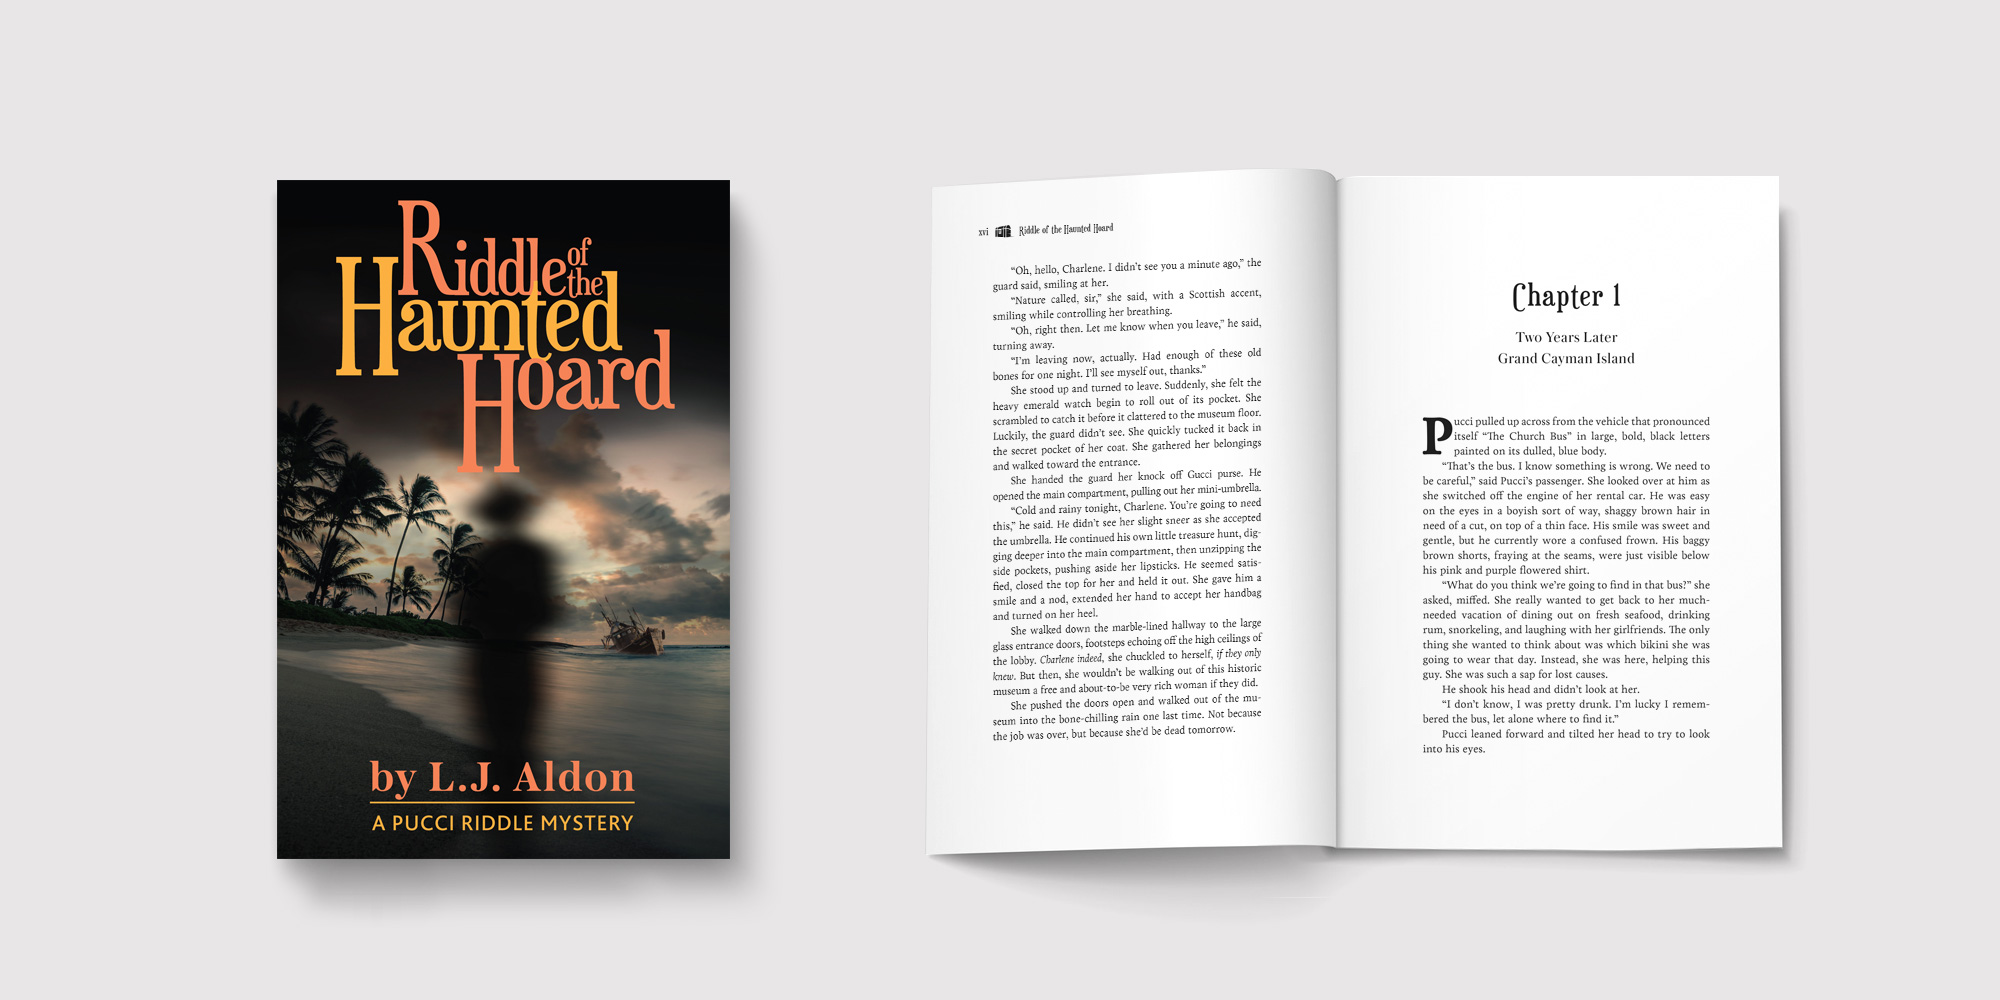 Riddle of the
Haunted
Hoard
by L.J. Aldon
A PUCCI RIDDLE MYSTERY
xvi Riddle of the Haunted Hoard
“Oh, hello, Charlene. I didn’t see you a minute ago,” the
guard said, smiling at her.
“Nature called, sir,” she said, with a Scottish accent,
smiling while controlling her breathing.
“Oh, right then. Let me know when you leave,” he said,
turning away.
“I’m leaving now, actually. Had enough of these old
bones for one night. I’ll see myself out, thanks.”
She stood up and turned to leave. Suddenly, she felt the
heavy emerald watch begin to roll out of its pocket. She
scrambled to catch it before it clattered to the museum floor.
Luckily, the guard didn’t see. She quickly tucked it back in
the secret pocket of her coat. She gathered her belongings
and walked toward the entrance.
She handed the guard her knock off Gucci purse. He
opened the main compartment, pulling out her mini-umbrella.
“Cold and rainy tonight, Charlene. You’re going to need
this,” he said. He didn’t see her slight sneer as she accepted
the umbrella. He continued his own little treasure hunt, dig-
ging deeper into the main compartment, then unzipping the
side pockets, pushing aside her lipsticks. He seemed satis-
fied, closed the top for her and held it out. She gave him a
smile and a nod, extended her hand to accept her handbag
and turned on her heel.
She walked down the marble-lined hallway to the large
glass entrance doors, footsteps echoing off the high ceilings of
the lobby. Charlene indeed, she chuckled to herself, if they only
knew. But then, she wouldn’t be walking out of this historic
museum a free and about-to-be very rich woman if they did.
She pushed the doors open and walked out of the mu-
seum into the bone-chilling rain one last time. Not because
the job was over, but because she’d be dead tomorrow.
Chapter 1
Two Years Later
Grand Cayman Island
Pucci pulled up across from the vehicle that pronounced
itself “The Church Bus” in large, bold, black letters
painted on its dulled, blue body.
“That’s the bus. I know something is wrong. We need to
be careful,” said Pucci’s passenger. She looked over at him as
she switched off the engine of her rental car. He was easy
on the eyes in a boyish sort of way, shaggy brown hair in
need of a cut, on top of a thin face. His smile was sweet and
gentle, but he currently wore a confused frown. His baggy
brown shorts, fraying at the seams, were just visible below
his pink and purple flowered shirt.
“What do you think we’re going to find in that bus?” she
asked, miffed. She really wanted to get back to her much-
needed vacation of dining out on fresh seafood, drinking
rum, snorkeling, and laughing with her girlfriends. The only
thing she wanted to think about was which bikini she was
going to wear that day. Instead, she was here, helping this
guy. She was such a sap for lost causes.
He shook his head and didn’t look at her.
“I don’t know, I was pretty drunk. I’m lucky I remem-
bered the bus, let alone where to find it.”
Pucci leaned forward and tilted her head to try to look
into his eyes.